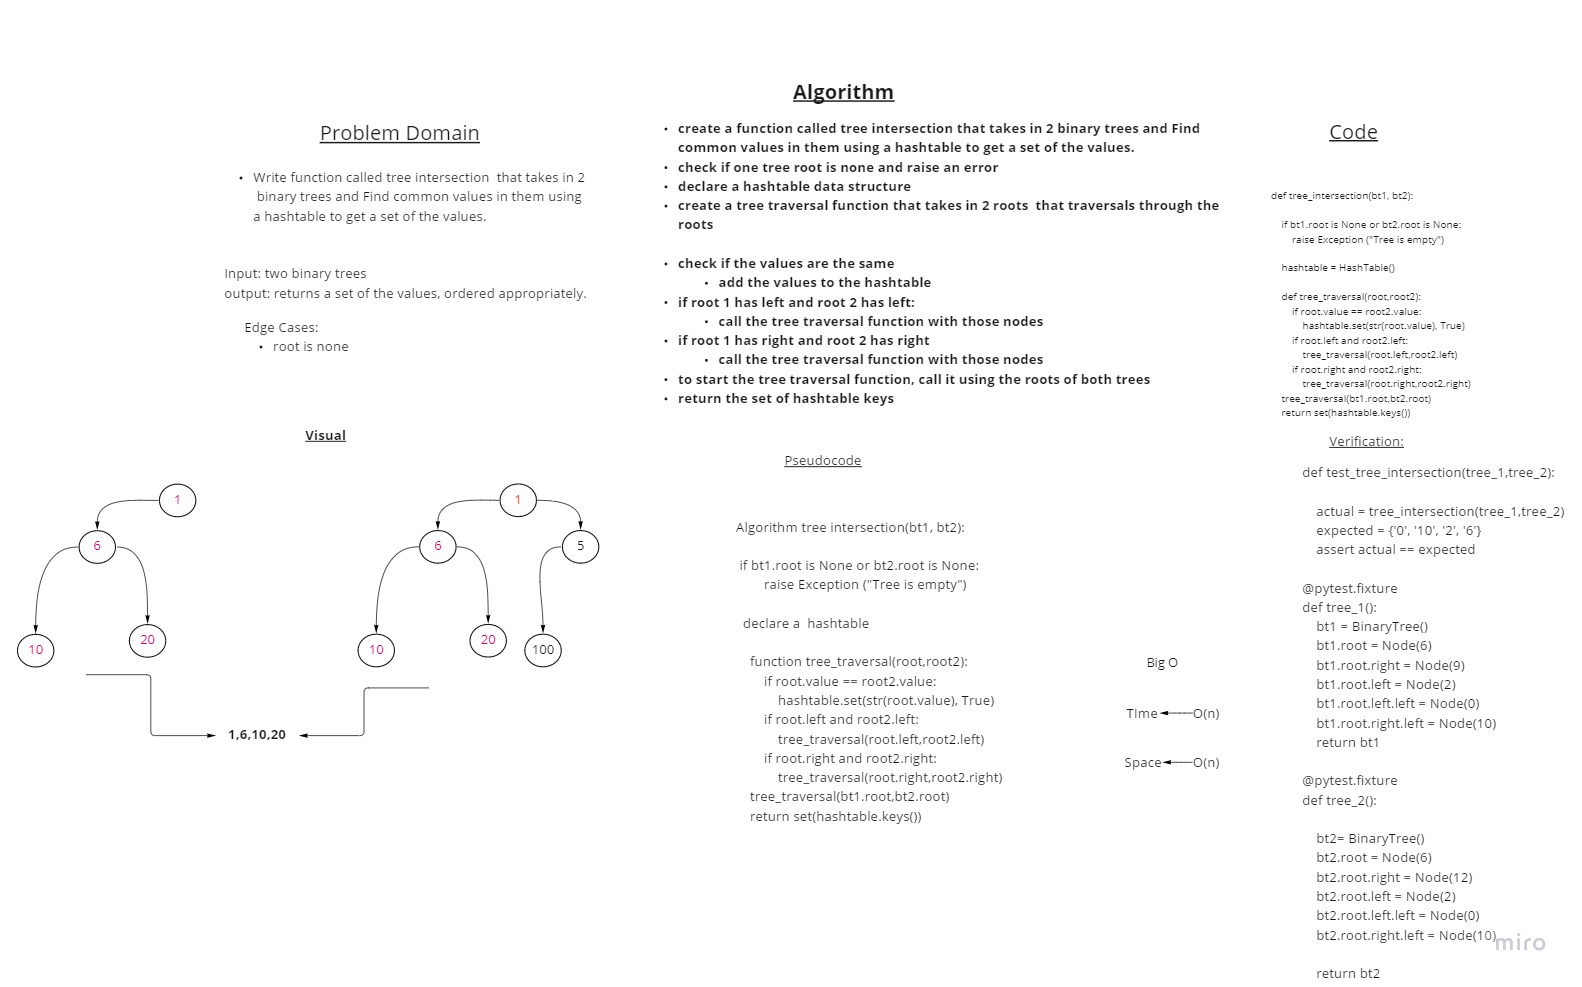 Problem Domain
• Write function called tree intersection  that takes in 2
binary trees and Find common values in them using
a hashtable to get a set of the values.
Input: two binary trees
output: returns a set of the values, ordered appropriately.
Edge Cases:
• root is none
Visual
1
6
10
20
1
6
5
10
20
100
1,6,10,20
Algorithm
• create a function called tree intersection that takes in 2 binary trees and Find
common values in them using a hashtable to get a set of the values.
• check if one tree root is none and raise an error
• declare a hashtable data structure
• create a tree traversal function that takes in 2 roots  that traversals through the
roots
• check if the values are the same
• add the values to the hashtable
• if root 1 has left and root 2 has left:
• call the tree traversal function with those nodes
• if root 1 has right and root 2 has right
• call the tree traversal function with those nodes
• to start the tree traversal function, call it using the roots of both trees
• return the set of hashtable keys
Pseudocode
Algorithm tree intersection(bt1, bt2):
if bt1.root is None or bt2.root is None:
raise Exception ("Tree is empty")
declare a  hashtable
function tree_traversal(root,root2):
if root.value == root2.value:
hashtable.set(str(root.value), True)
if root.left and root2.left:
tree_traversal(root.left,root2.left)
if root.right and root2.right:
tree_traversal(root.right,root2.right)
tree_traversal(bt1.root,bt2.root)
return set(hashtable.keys())
Big O
TIme O(n)
Space O(n)
Code
def tree_intersection(bt1, bt2):
if bt1.root is None or bt2.root is None:
raise Exception ("Tree is empty")
hashtable = HashTable()
def tree_traversal(root,root2):
if root.value == root2.value:
hashtable.set(str(root.value), True)
if root.left and root2.left:
tree_traversal(root.left,root2.left)
if root.right and root2.right:
tree_traversal(root.right,root2.right)
tree_traversal(bt1.root,bt2.root)
return set(hashtable.keys())
Verification:
def test_tree_intersection(tree_1,tree_2):
actual = tree_intersection(tree_1,tree_2)
expected = {'0', '10', '2', '6'}
assert actual == expected
@pytest.fixture
def tree_1():
bt1 = BinaryTree()
bt1.root = Node(6)
bt1.root.right = Node(9)
bt1.root.left = Node(2)
bt1.root.left.left = Node(0)
bt1.root.right.left = Node(10)
return bt1
@pytest.fixture
def tree_2():
bt2= BinaryTree()
bt2.root = Node(6)
bt2.root.right = Node(12)
bt2.root.left = Node(2)
bt2.root.left.left = Node(0)
bt2.root.right.left = Node(10)
return bt2
miro